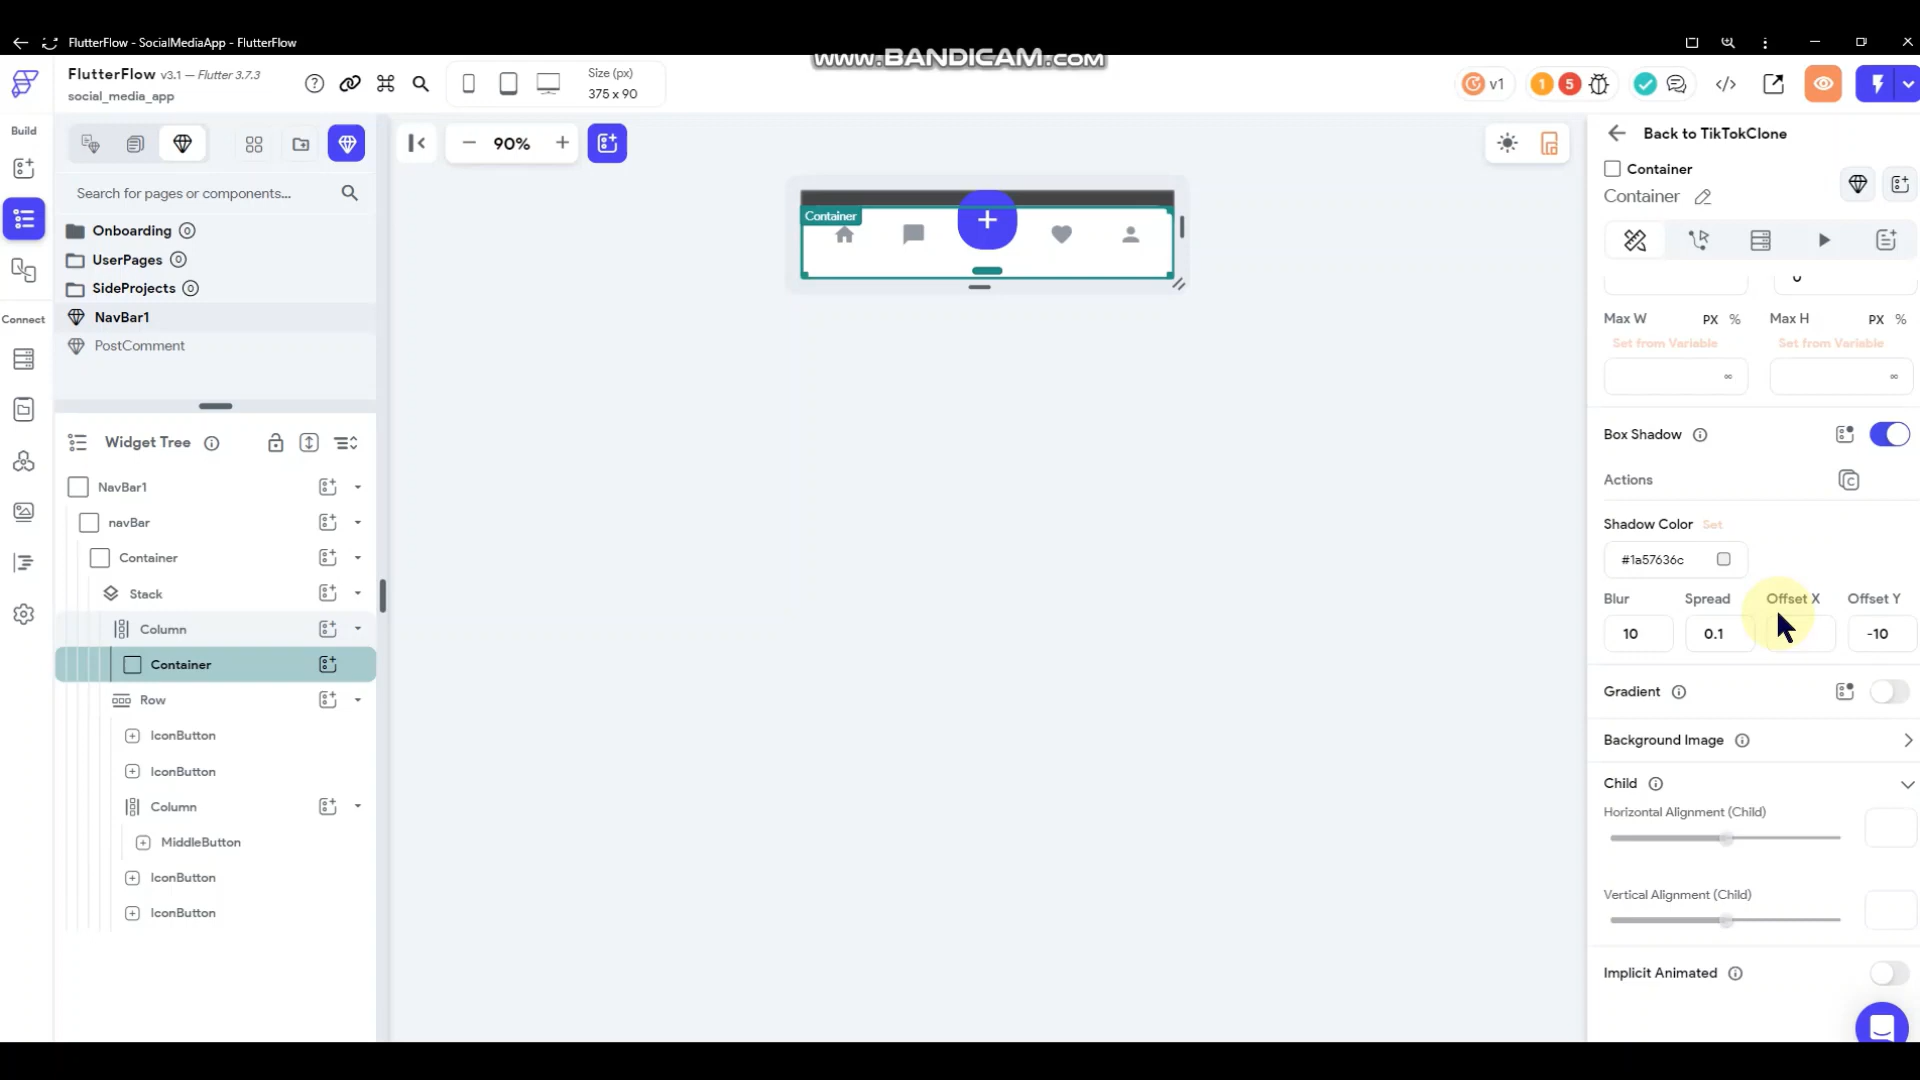 FlutterFlow - SocialMediaApp - FlutterFlow
www.BANDICAM.com
FlutterFlow v3.1 — Flutter 3.7.3
social_media_app
Size (px)
375 x 90
v1
1
5
Build
90%
Back to TikTokClone
Container
Container
Search for pages or components...
Onboarding
UserPages
SideProjects
NavBar1
PostComment
Connect
Container
Max W PX % Max H PX %
Set from Variable Set from Variable
∞ ∞
Box Shadow
Actions
Shadow Color Set
#1a57636c
Blur Spread Offset X Offset Y
10 0.1 -10
Gradient
Background Image
Child
Horizontal Alignment (Child)
Vertical Alignment (Child)
Implicit Animated
Widget Tree
NavBar1
navBar
Container
Stack
Column
Container
Row
IconButton
IconButton
Column
MiddleButton
IconButton
IconButton